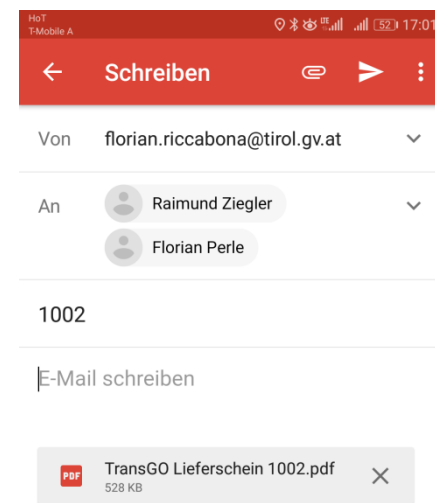 HoT
T-Mobile A
52 17:01
Schreiben
Von florian.riccabona@tirol.gv.at
An Raimund Ziegler
Florian Perle
1002
E-Mail schreiben
PDF TransGO Lieferschein 1002.pdf
528 KB